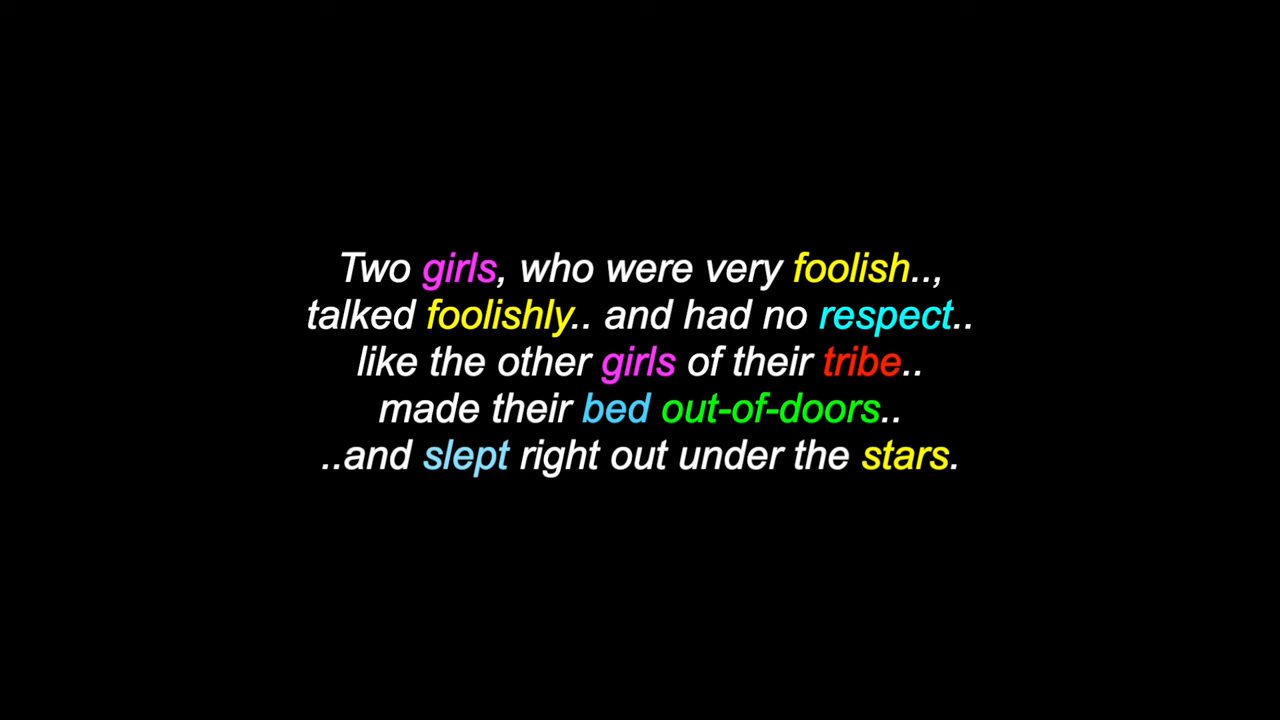 Two girls, who were very foolish..,
talked foolishly.. and had no respect..
like the other girls of their tribe..
made their bed out-of-doors..
..and slept right out under the stars.